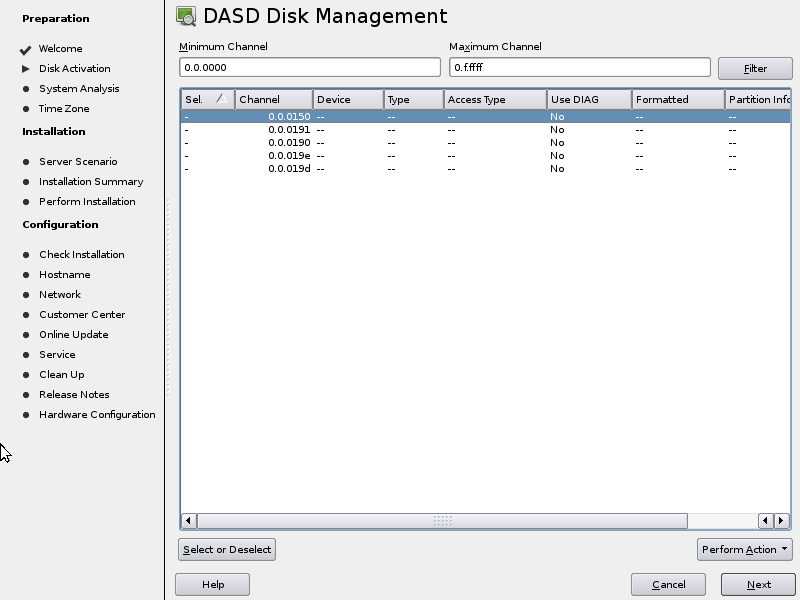 Preparation
Welcome
Disk Activation
System Analysis
Time Zone
Installation
Server Scenario
Installation Summary
Perform Installation
Configuration
Check Installation
Hostname
Network
Customer Center
Online Update
Service
Clean Up
Release Notes
Hardware Configuration
DASD Disk Management
Minimum Channel Maximum Channel
0.0.0000 0.f.ffff Filter
Sel. Channel Device Type Access Type Use DIAG Formatted Partition Info
- 0.0.0150 -- -- -- No -- --
- 0.0.0191 -- -- -- No -- --
- 0.0.0190 -- -- -- No -- --
- 0.0.019e -- -- -- No -- --
- 0.0.019d -- -- -- No -- --
Select or Deselect Perform Action
Help Cancel Next